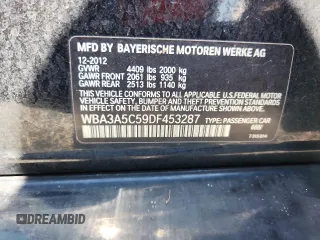 MFD BY BAYERISCHE MOTOREN WERKE AG
12-2012
GVWR 4409 lbs 2000 kg
GAWR FRONT 2061 lbs 935 kg
GAWR REAR 2513 lbs 1140 kg
THIS VEHICLE CONFORMS TO ALL APPLICABLE U.S. FEDERAL MOTOR
VEHICLE SAFETY, BUMPER, AND THEFT PREVENTION STANDARDS
IN EFFECT ON THE DATE OF MANUFACTURE SHOWN ABOVE.
WBA3A5C59DF453287 TYPE: PASSENGER CAR
DREAMBID